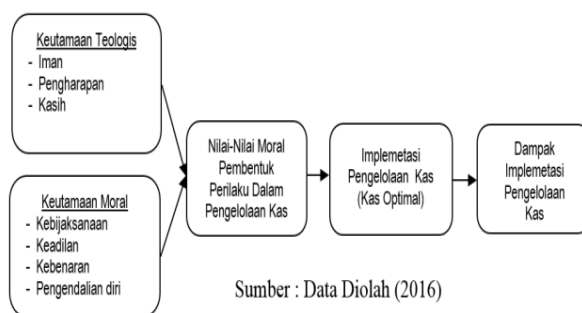 Keutamaan Teologis
- Iman
- Pengharapan
- Kasih
Keutamaan Moral
- Kebijaksanaan
- Keadilan
- Kebenaran
- Pengendalian diri
Nilai-Nilai Moral
Pembentuk
Perilaku Dalam
Pengelolaan Kas
Implemetasi
Pengelolaan Kas
(Kas Optimal)
Dampak
Implemetasi
Pengelolaan
Kas
Sumber : Data Diolah (2016)